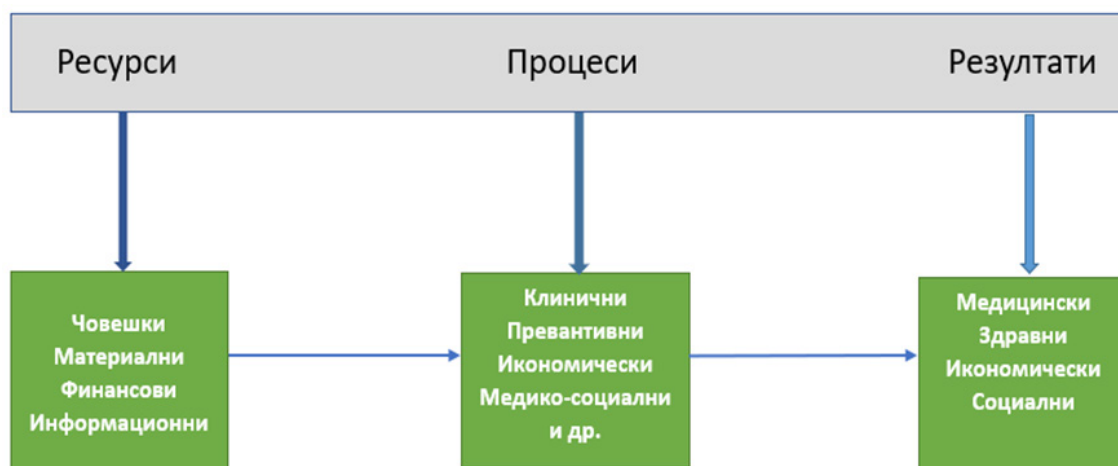 Ресурси
Процеси
Резултати
Човешки
Материални
Финансови
Информационни
Клинични
Превантивни
Икономически
Медико-социални
и др.
Медицински
Здравни
Икономически
Социални